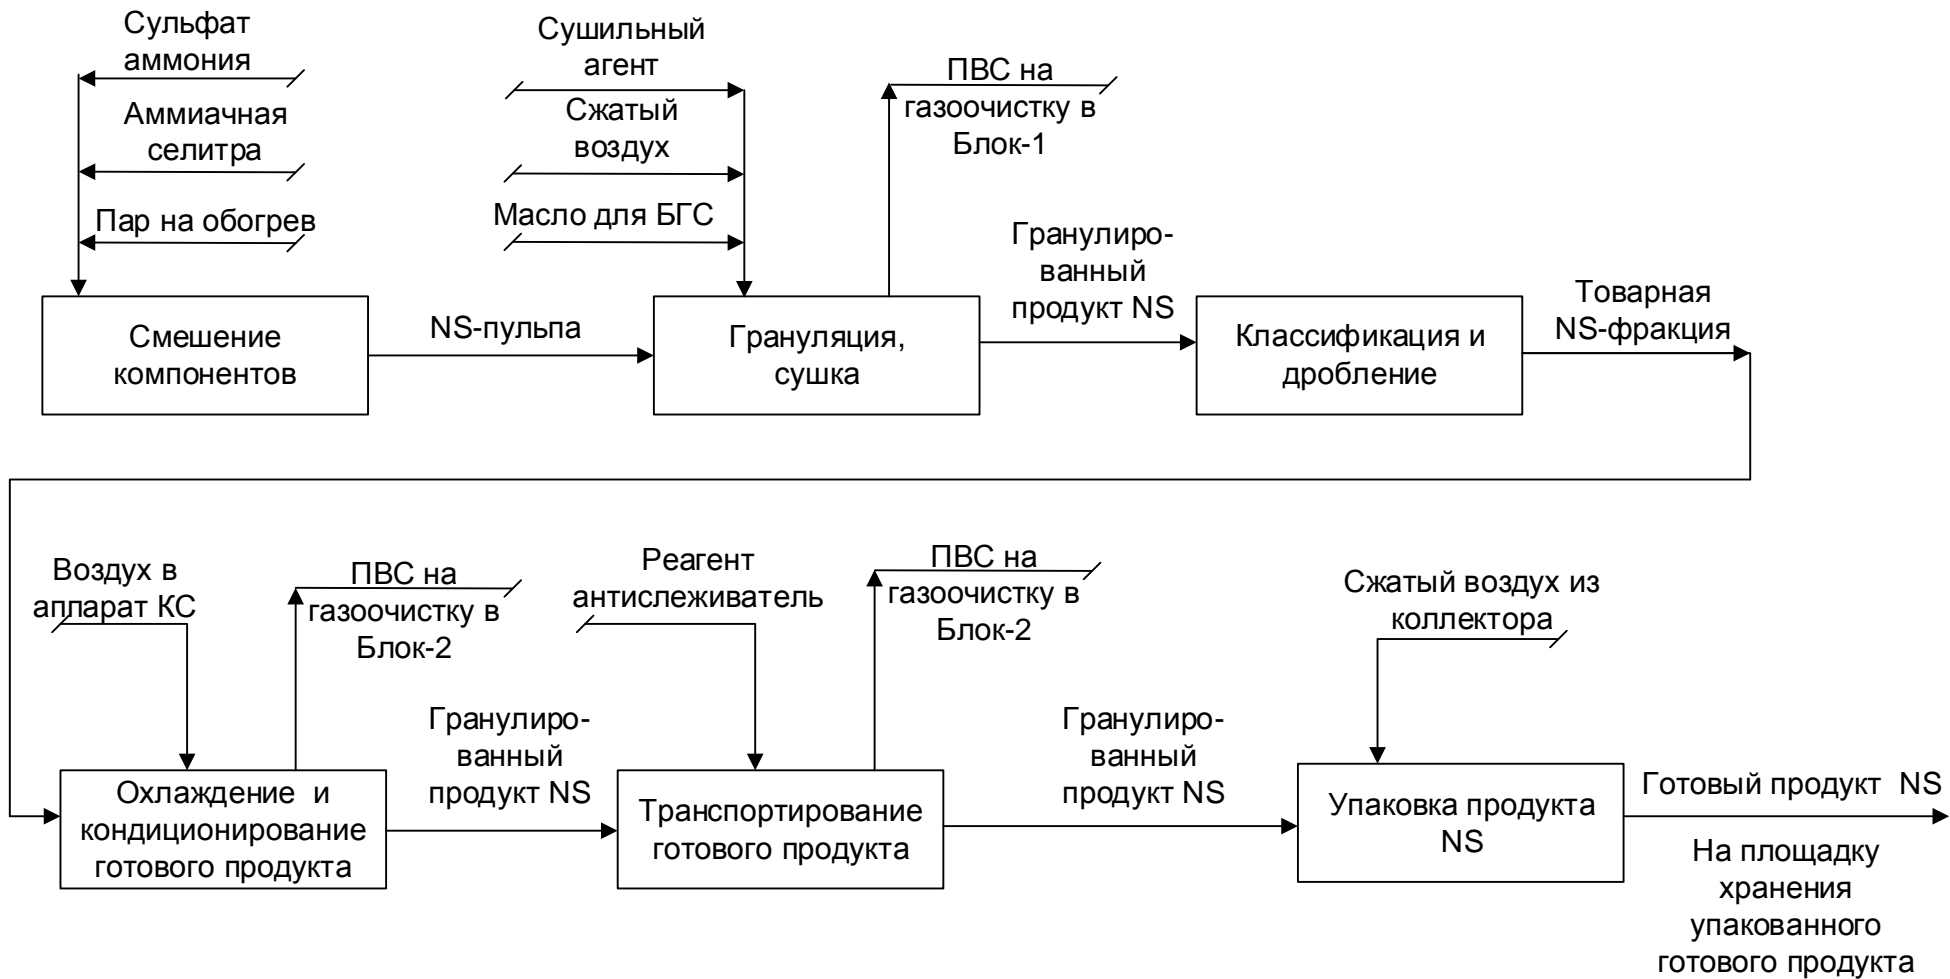 Сульфат
аммония
Аммиачная
селитра
Пар на обогрев
Сушильный
агент
Сжатый
воздух
Масло для БГС
ПВС на
газоочистку в
Блок-1
Смешение
компонентов
NS-пульпа
Грануляция,
сушка
Гранулиро-
ванный
продукт NS
Классификация и
дробление
Товарная
NS-фракция
Воздух в
аппарат КС
ПВС на
газоочистку в
Блок-2
Реагент
антислеживатель
ПВС на
газоочистку в
Блок-2
Сжатый воздух из
коллектора
Охлаждение и
кондиционирование
готового продукта
Гранулиро-
ванный
продукт NS
Транспортирование
готового продукта
Гранулиро-
ванный
продукт NS
Упаковка продукта
NS
Готовый продукт NS
На площадку
хранения
упакованного
готового продукта